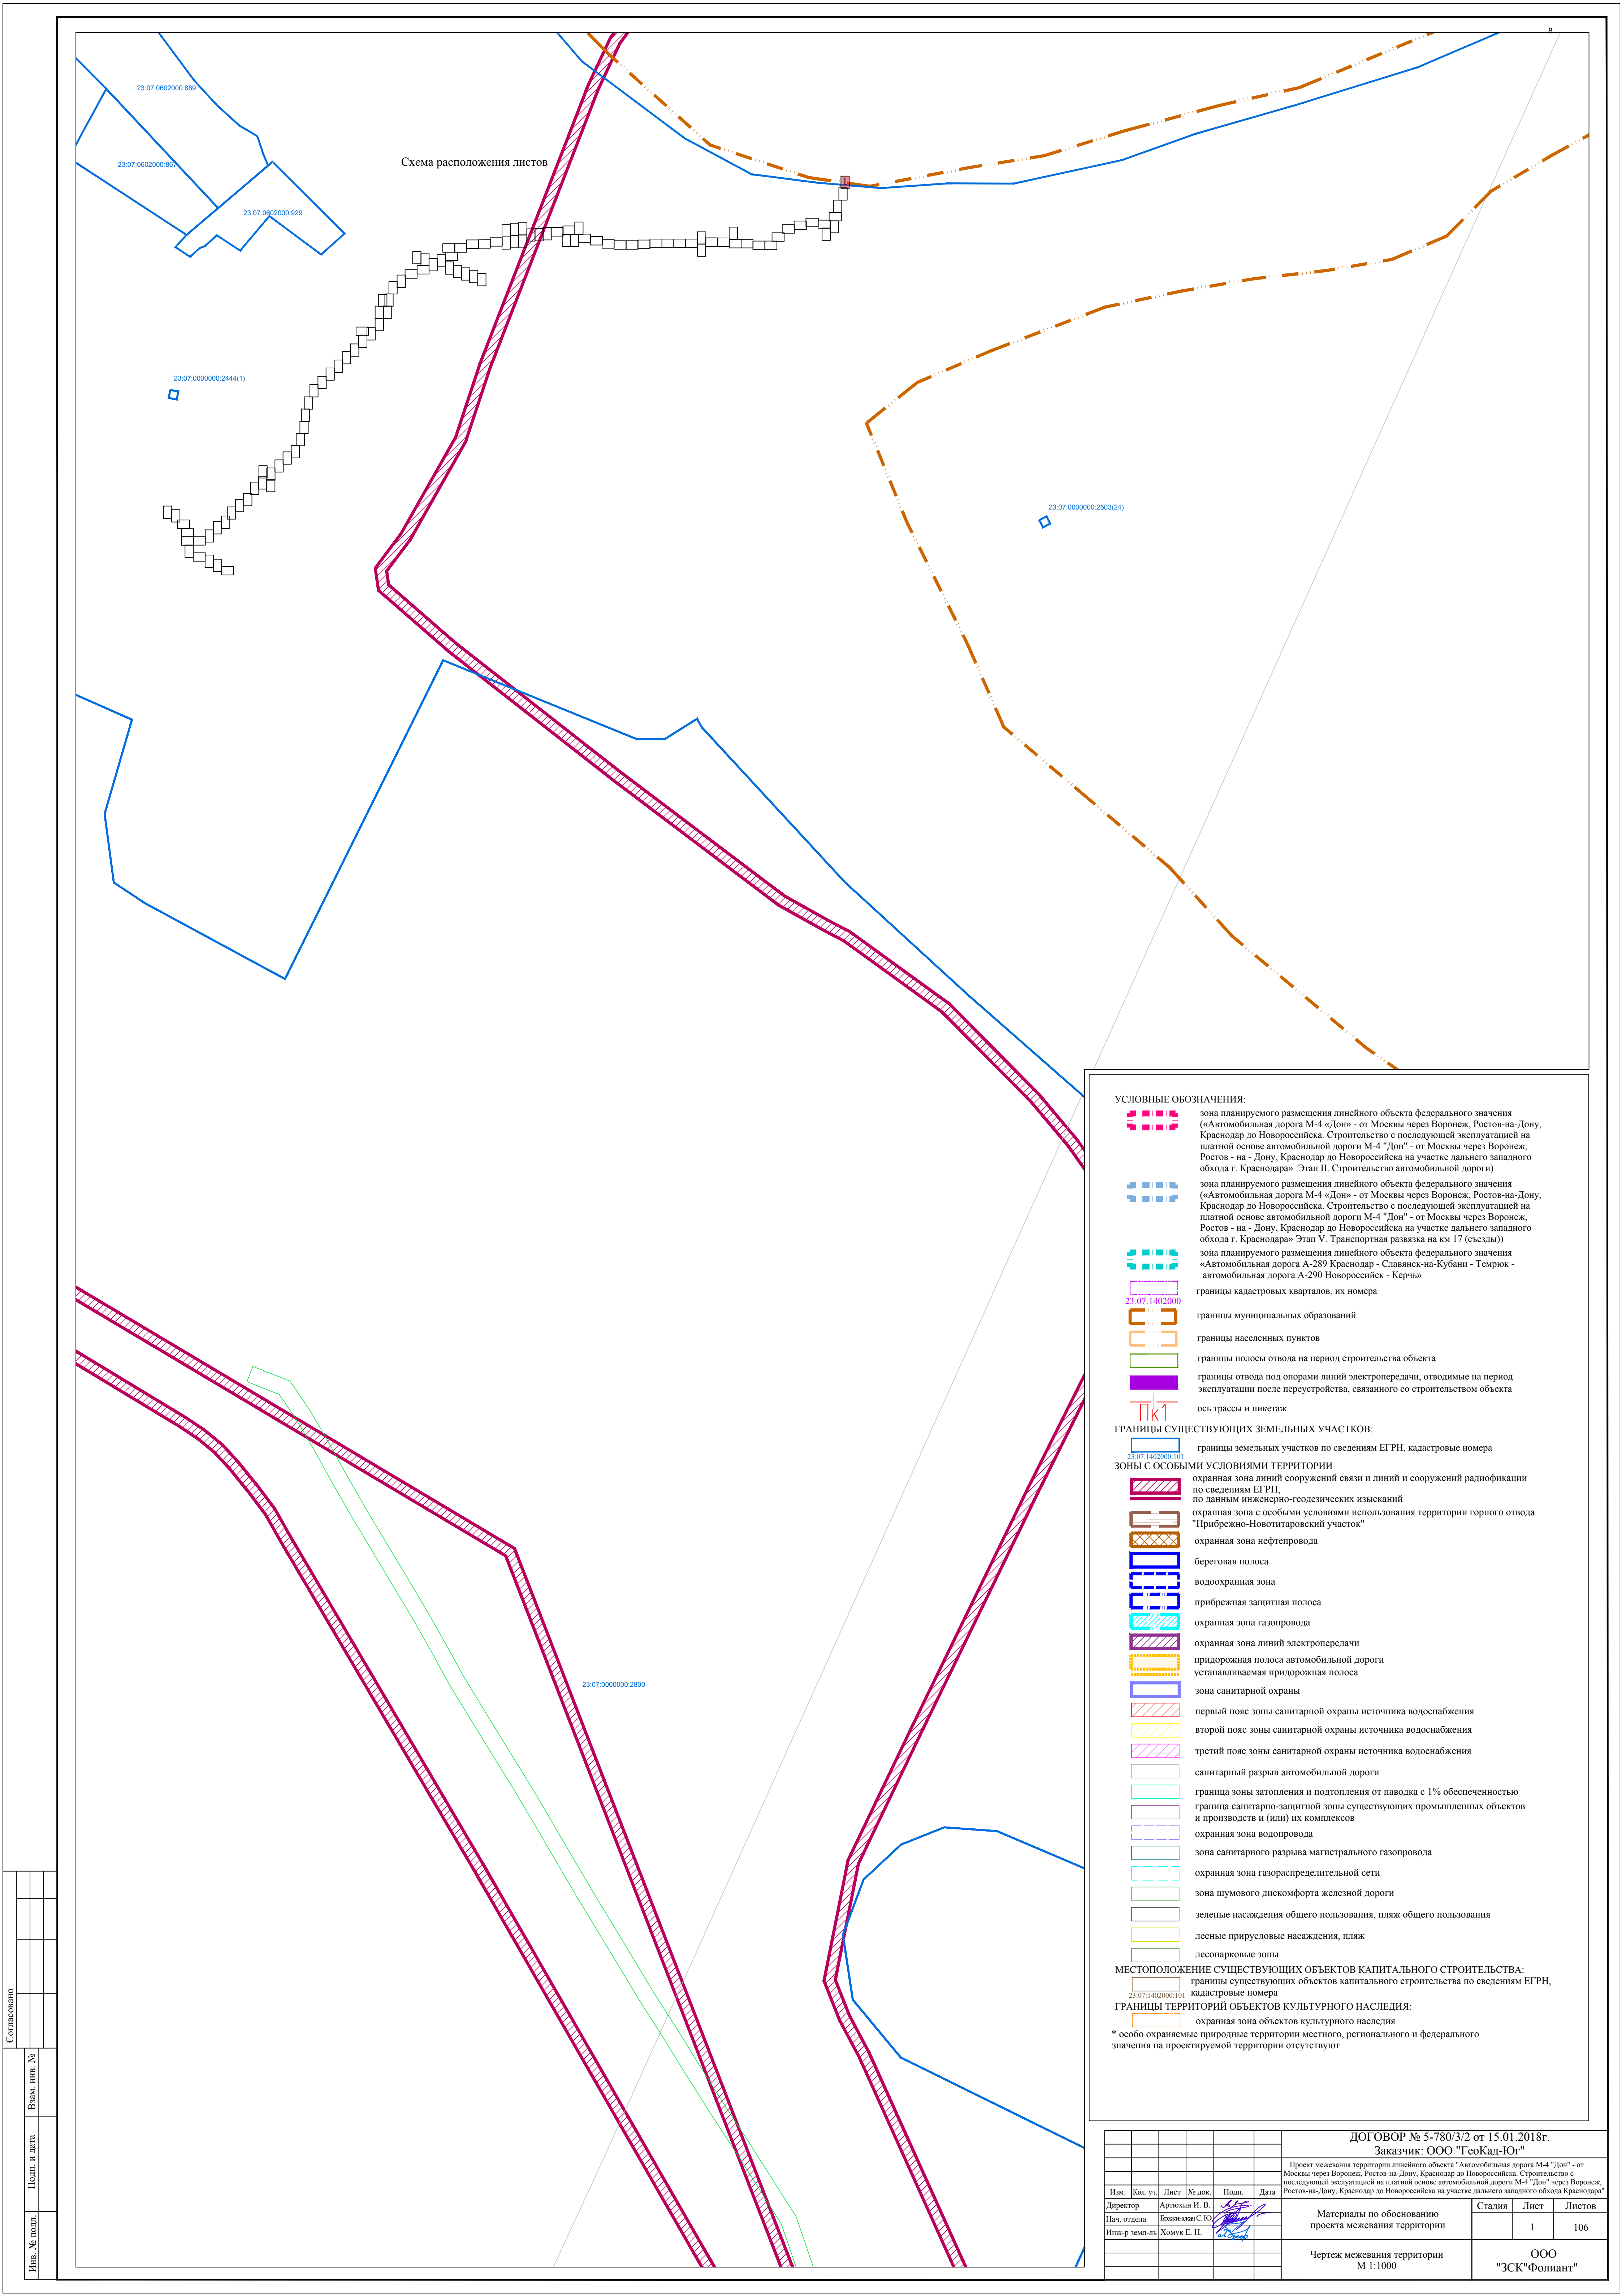 8
23:07:0602000:889
Схема расположения листов
23:07:0602000:867
23:07:0602000:929
23:07:0000000:2444(1)
23:07:0000000:2503(24)
23:07:0000000:2800
УСЛОВНЫЕ ОБОЗНАЧЕНИЯ:
зона планируемого размещения линейного объекта федерального значения
(«Автомобильная дорога М-4 «Дон» - от Москвы через Воронеж, Ростов-на-Дону,
Краснодар до Новороссийска. Строительство с последующей эксплуатацией на
платной основе автомобильной дороги М-4 "Дон" - от Москвы через Воронеж,
Ростов - на - Дону, Краснодар до Новороссийска на участке дальнего западного
обхода г. Краснодара» Этап II. Строительство автомобильной дороги)
зона планируемого размещения линейного объекта федерального значения
(«Автомобильная дорога М-4 «Дон» - от Москвы через Воронеж, Ростов-на-Дону,
Краснодар до Новороссийска. Строительство с последующей эксплуатацией на
платной основе автомобильной дороги М-4 "Дон" - от Москвы через Воронеж,
Ростов - на - Дону, Краснодар до Новороссийска на участке дальнего западного
обхода г. Краснодара» Этап V. Транспортная развязка на км 17 (съезды))
зона планируемого размещения линейного объекта федерального значения
«Автомобильная дорога А-289 Краснодар - Славянск-на-Кубани - Темрюк -
автомобильная дорога А-290 Новороссийск - Керчь»
границы кадастровых кварталов, их номера
23:07:1402000
границы муниципальных образований
границы населенных пунктов
границы полосы отвода на период строительства объекта
границы отвода под опорами линий электропередачи, отводимые на период
эксплуатации после переустройства, связанного со строительством объекта
Пк1 ось трассы и пикетаж
ГРАНИЦЫ СУЩЕСТВУЮЩИХ ЗЕМЕЛЬНЫХ УЧАСТКОВ:
границы земельных участков по сведениям ЕГРН, кадастровые номера
23:07:1402000:101
ЗОНЫ С ОСОБЫМИ УСЛОВИЯМИ ТЕРРИТОРИИ
охранная зона линий сооружений связи и линий и сооружений радиофикации
по сведениям ЕГРН,
по данным инженерно-геодезических изысканий
охранная зона с особыми условиями использования территории горного отвода
"Прибрежно-Новотитаровский участок"
охранная зона нефтепровода
береговая полоса
водоохранная зона
прибрежная защитная полоса
охранная зона газопровода
охранная зона линий электропередачи
придорожная полоса автомобильной дороги
устанавливаемая придорожная полоса
зона санитарной охраны
первый пояс зоны санитарной охраны источника водоснабжения
второй пояс зоны санитарной охраны источника водоснабжения
третий пояс зоны санитарной охраны источника водоснабжения
санитарный разрыв автомобильной дороги
граница зоны затопления и подтопления от паводка с 1% обеспеченностью
граница санитарно-защитной зоны существующих промышленных объектов
и производств и (или) их комплексов
охранная зона водопровода
зона санитарного разрыва магистрального газопровода
охранная зона газораспределительной сети
зона шумового дискомфорта железной дороги
зеленые насаждения общего пользования, пляж общего пользования
лесные прирусловые насаждения, пляж
лесопарковые зоны
МЕСТОПОЛОЖЕНИЕ СУЩЕСТВУЮЩИХ ОБЪЕКТОВ КАПИТАЛЬНОГО СТРОИТЕЛЬСТВА:
границы существующих объектов капитального строительства по сведениям ЕГРН,
23:07:1402000:101 кадастровые номера
ГРАНИЦЫ ТЕРРИТОРИЙ ОБЪЕКТОВ КУЛЬТУРНОГО НАСЛЕДИЯ:
охранная зона объектов культурного наследия
* особо охраняемые природные территории местного, регионального и федерального
значения на проектируемой территории отсутствуют
Согласовано
Взам. инв. №
Подп. и дата
Инв. № подл.
ДОГОВОР № 5-780/3/2 от 15.01.2018г.
Заказчик: ООО "ГеоКад-Юг"
Проект межевания территории линейного объекта "Автомобильная дорога М-4 "Дон" - от
Москвы через Воронеж, Ростов-на-Дону, Краснодар до Новороссийска. Строительство с
последующей эксплуатацией на платной основе автомобильной дороги М-4 "Дон" через Воронеж,
Ростов-на-Дону, Краснодар до Новороссийска на участке дальнего западного обхода Краснодара"
Изм. Кол. уч. Лист № док. Подп. Дата
Директор Артюхин И. В.
Нач. отдела Бражинская С.Ю.
Инж-р земл-ль Хомук Е. Н.
Материалы по обоснованию
проекта межевания территории
Стадия Лист Листов
1 106
Чертеж межевания территории
М 1:1000
ООО
"ЗСК"Фолиант"